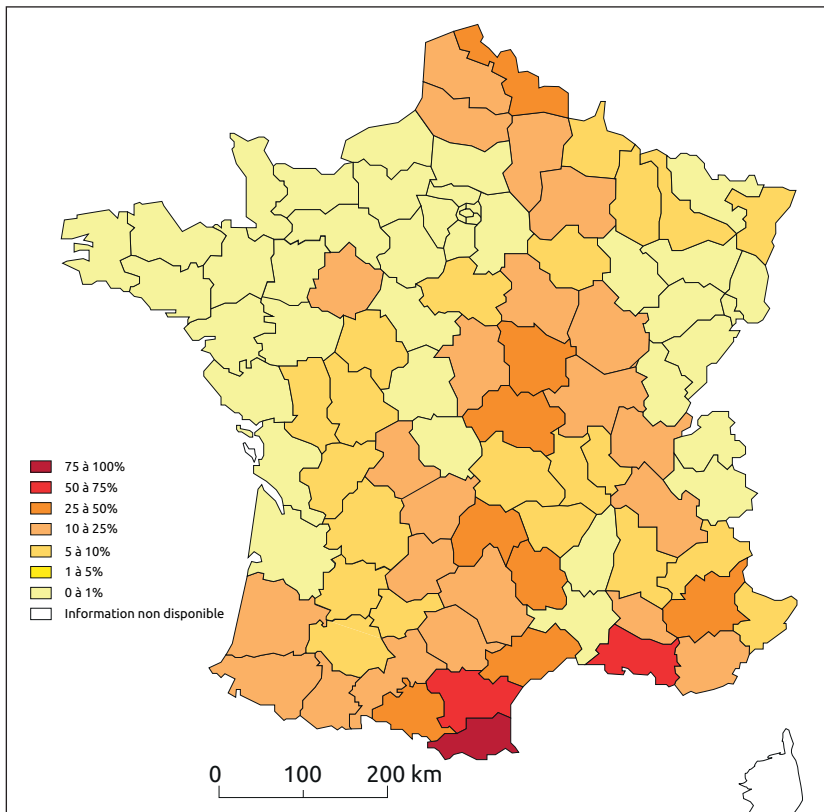 75 à 100%
50 à 75%
25 à 50%
10 à 25%
5 à 10%
1 à 5%
0 à 1%
Information non disponible
0 100 200 km